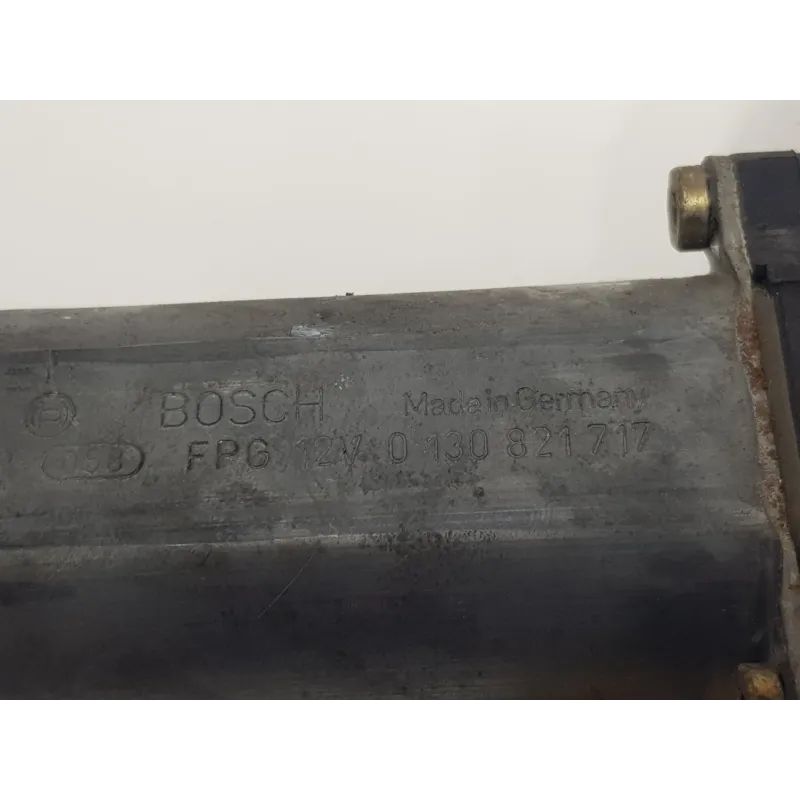 BOSCH Made in Germany
FPG 12V 0 130 821 717